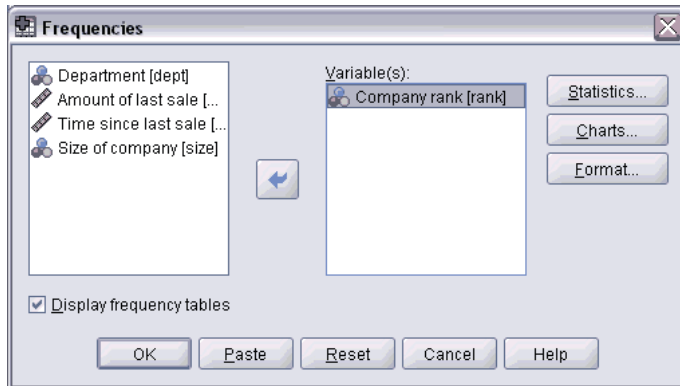 Frequencies
Department [dept]
Amount of last sale [...
Time since last sale [...
Size of company [size]
Variable(s):
Company rank [rank]
Statistics...
Charts...
Format...
Display frequency tables
OK
Paste
Reset
Cancel
Help